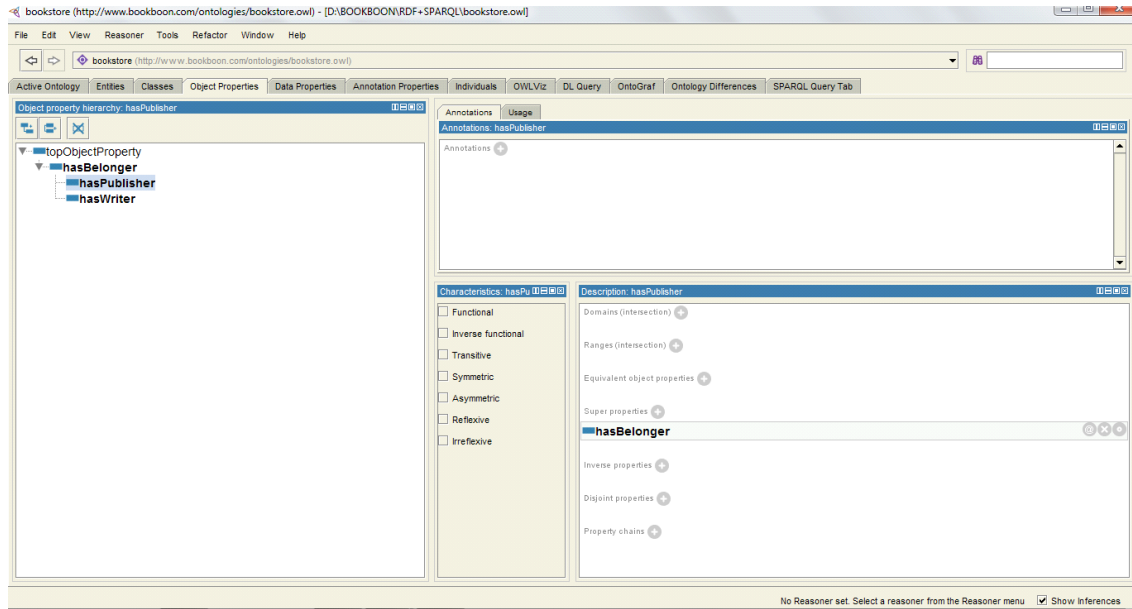 bookstore (http://www.bookboon.com/ontologies/bookstore.owl) - [D:\BOOKBOON\RDF+SPARQL\bookstore.owl]
File Edit View Reasoner Tools Refactor Window Help
bookstore (http://www.bookboon.com/ontologies/bookstore.owl)
Active Ontology Entities Classes Object Properties Data Properties Annotation Properties Individuals OWLViz DL Query OntoGraf Ontology Differences SPARQL Query Tab
Object property hierarchy: hasPublisher
topObjectProperty
hasBelonger
hasPublisher
hasWriter
Annotations Usage
Annotations: hasPublisher
Annotations
Characteristics: hasPu
Functional
Inverse functional
Transitive
Symmetric
Asymmetric
Reflexive
Irreflexive
Description: hasPublisher
Domains (intersection)
Ranges (intersection)
Equivalent object properties
Super properties
hasBelonger
Inverse properties
Disjoint properties
Property chains
No Reasoner set. Select a reasoner from the Reasoner menu Show Inferences